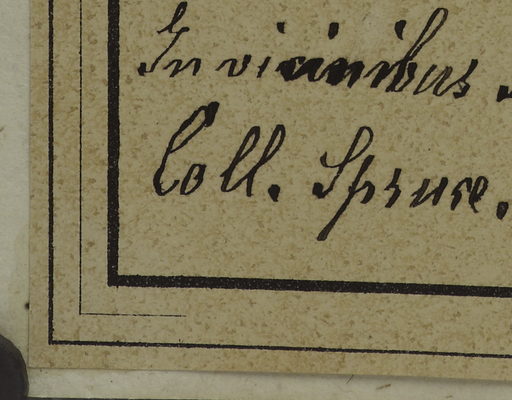 In vicinibus
Coll. Spruce.